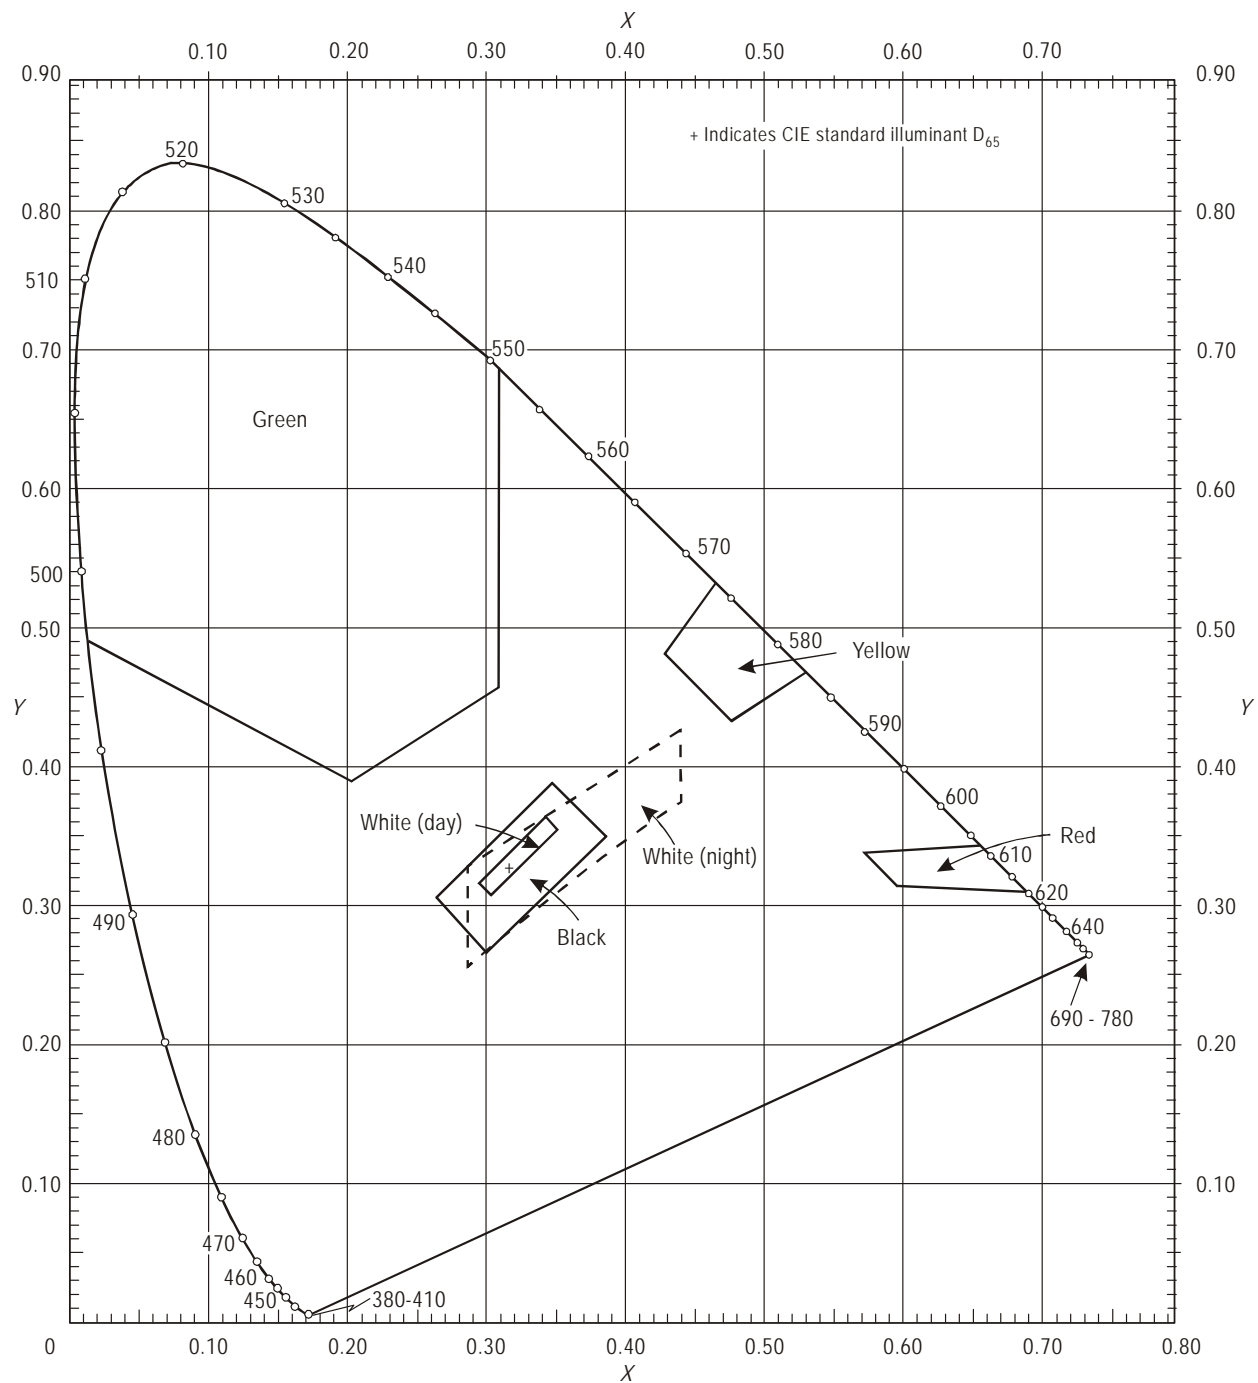 X
0.10 0.20 0.30 0.40 0.50 0.60 0.70
0.90 0.90
+ Indicates CIE standard illuminant D65
520
530
0.80 0.80
540
510
550
0.70 0.70
Green
560
0.60 0.60
570
500
0.50 0.50
580
Yellow
Y Y
590
0.40 0.40
600
White (day)
Red
White (night) 610
620
0.30 0.30
490
640
Black
690 - 780
0.20 0.20
480
0.10 0.10
470
460
450 380-410
0 0.10 0.20 0.30 0.40 0.50 0.60 0.70 0.80
X